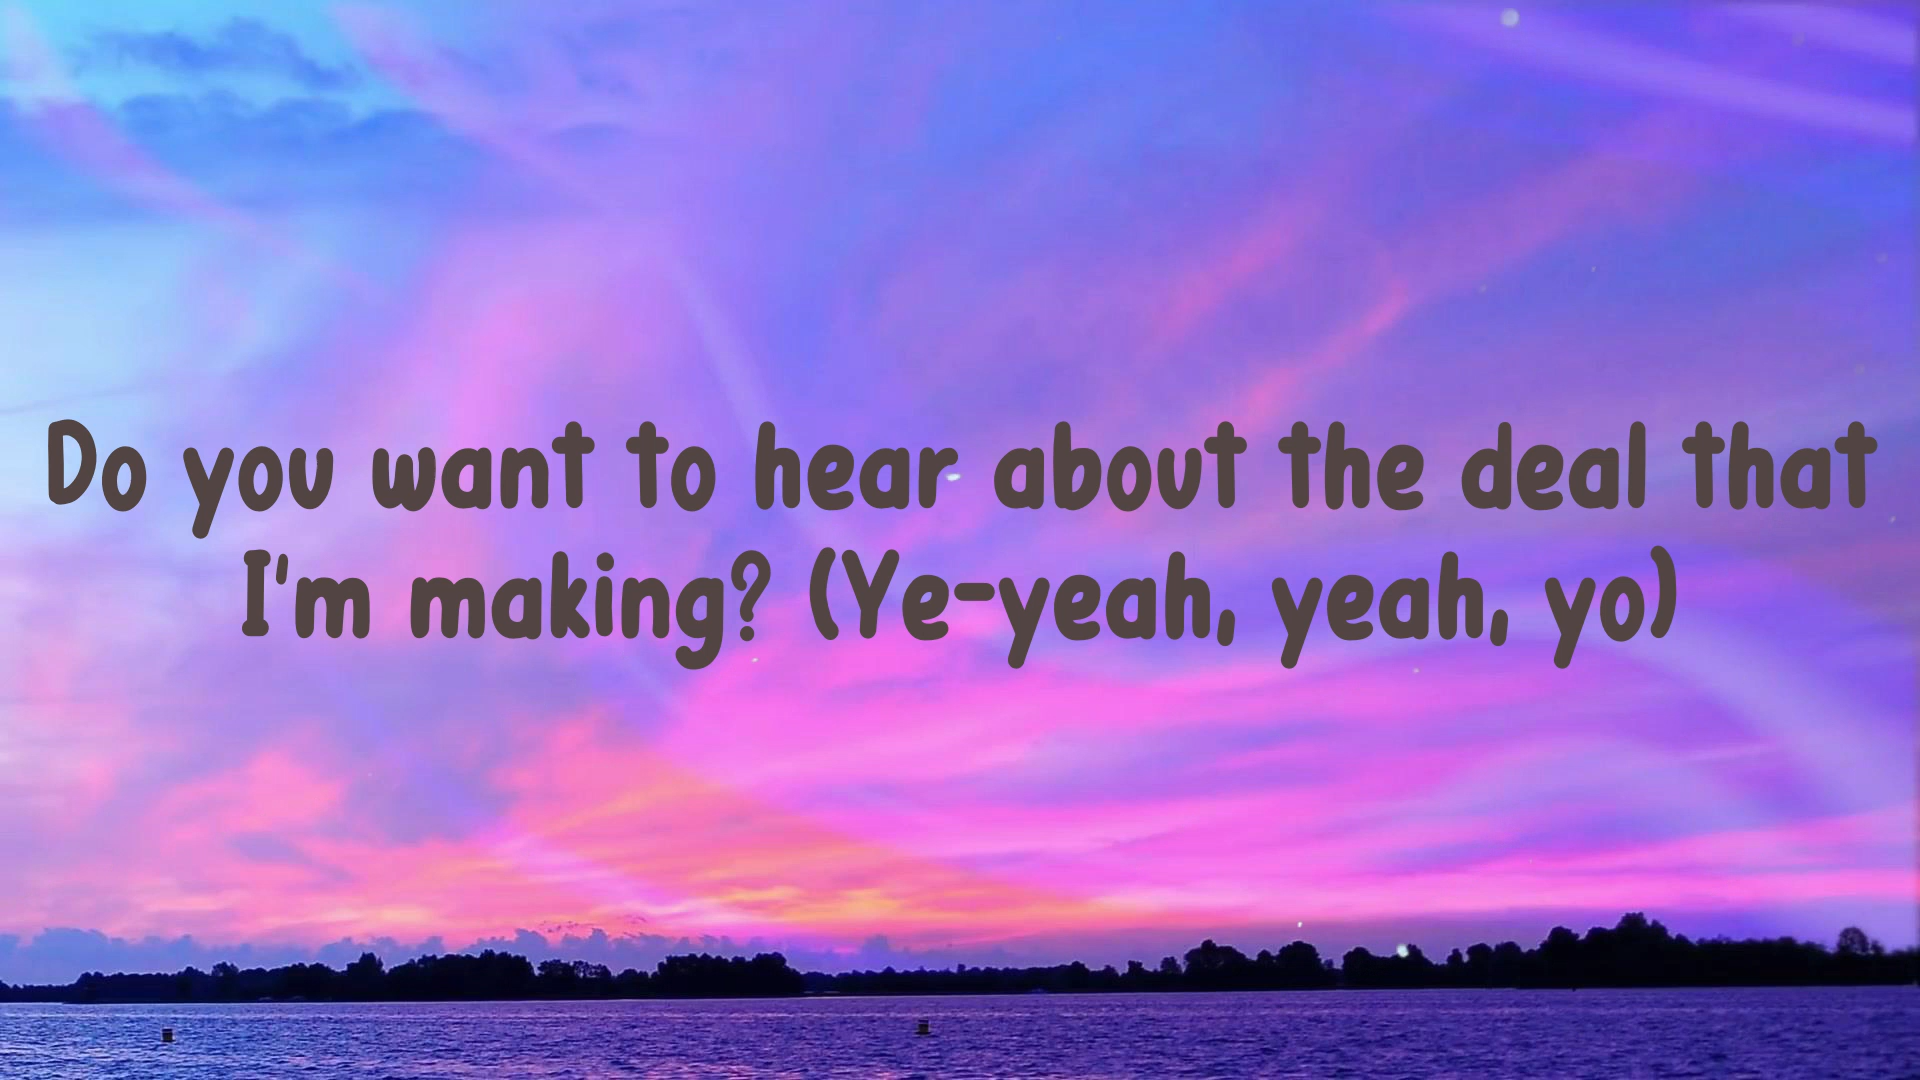 Do you want to hear about the deal that
I'm making? (Ye-yeah, yeah, yo)